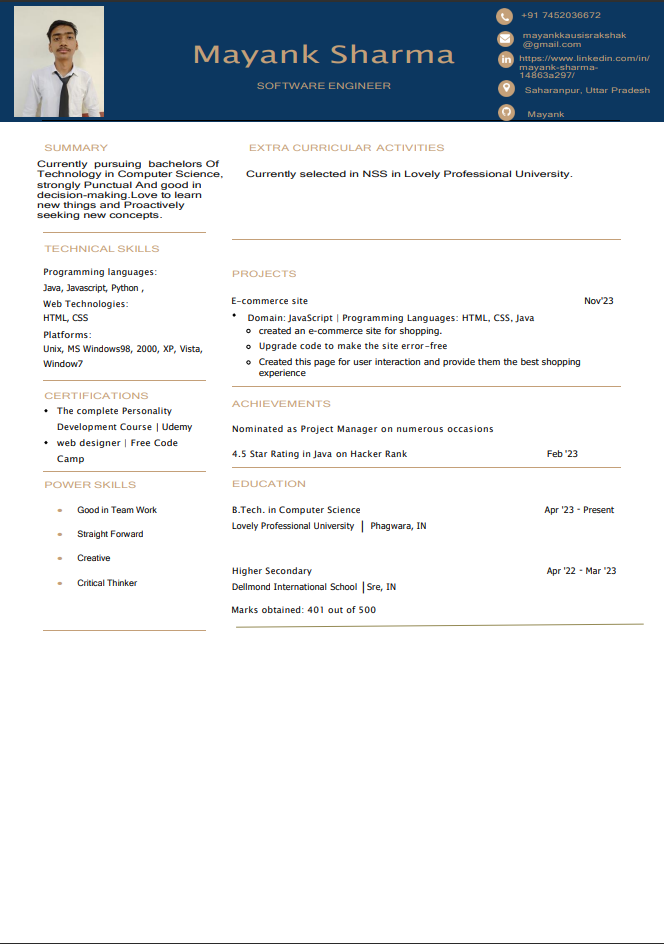 Mayank Sharma
SOFTWARE ENGINEER
+91 7452036672
mayankkausisrakshak
@gmail.com
https://www.linkedin.com/in/
mayank-sharma-
14863a297/
Saharanpur, Uttar Pradesh
Mayank
SUMMARY
Currently pursuing bachelors Of
Technology in Computer Science,
strongly Punctual And good in
decision-making.Love to learn
new things and Proactively
seeking new concepts.
TECHNICAL SKILLS
Programming languages:
Java, Javascript, Python ,
Web Technologies:
HTML, CSS
Platforms:
Unix, MS Windows98, 2000, XP, Vista,
Window7
CERTIFICATIONS
• The complete Personality
Development Course | Udemy
• web designer | Free Code
Camp
POWER SKILLS
• Good in Team Work
• Straight Forward
• Creative
• Critical Thinker
EXTRA CURRICULAR ACTIVITIES
Currently selected in NSS in Lovely Professional University.
PROJECTS
E-commerce site Nov'23
• Domain: JavaScript | Programming Languages: HTML, CSS, Java
o created an e-commerce site for shopping.
o Upgrade code to make the site error-free
o Created this page for user interaction and provide them the best shopping
experience
ACHIEVEMENTS
Nominated as Project Manager on numerous occasions
4.5 Star Rating in Java on Hacker Rank Feb '23
EDUCATION
B.Tech. in Computer Science Apr '23 - Present
Lovely Professional University | Phagwara, IN
Higher Secondary Apr '22 - Mar '23
Dellmond International School |Sre, IN
Marks obtained: 401 out of 500